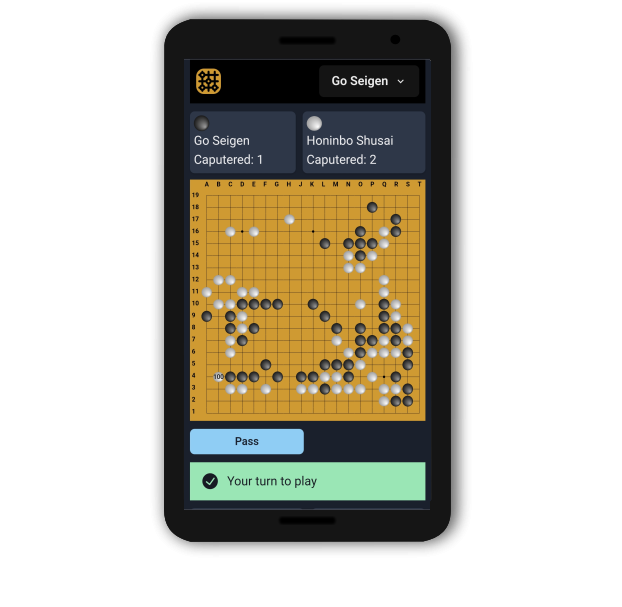 Go Seigen
Go Seigen
Caputered: 1
Honinbo Shusai
Caputered: 2
A B C D E F G H J K L M N O P Q R S T
19
18
17
16
15
14
13
12
11
10
9
8
7
6
5
4 100
3
2
1
Pass
Your turn to play